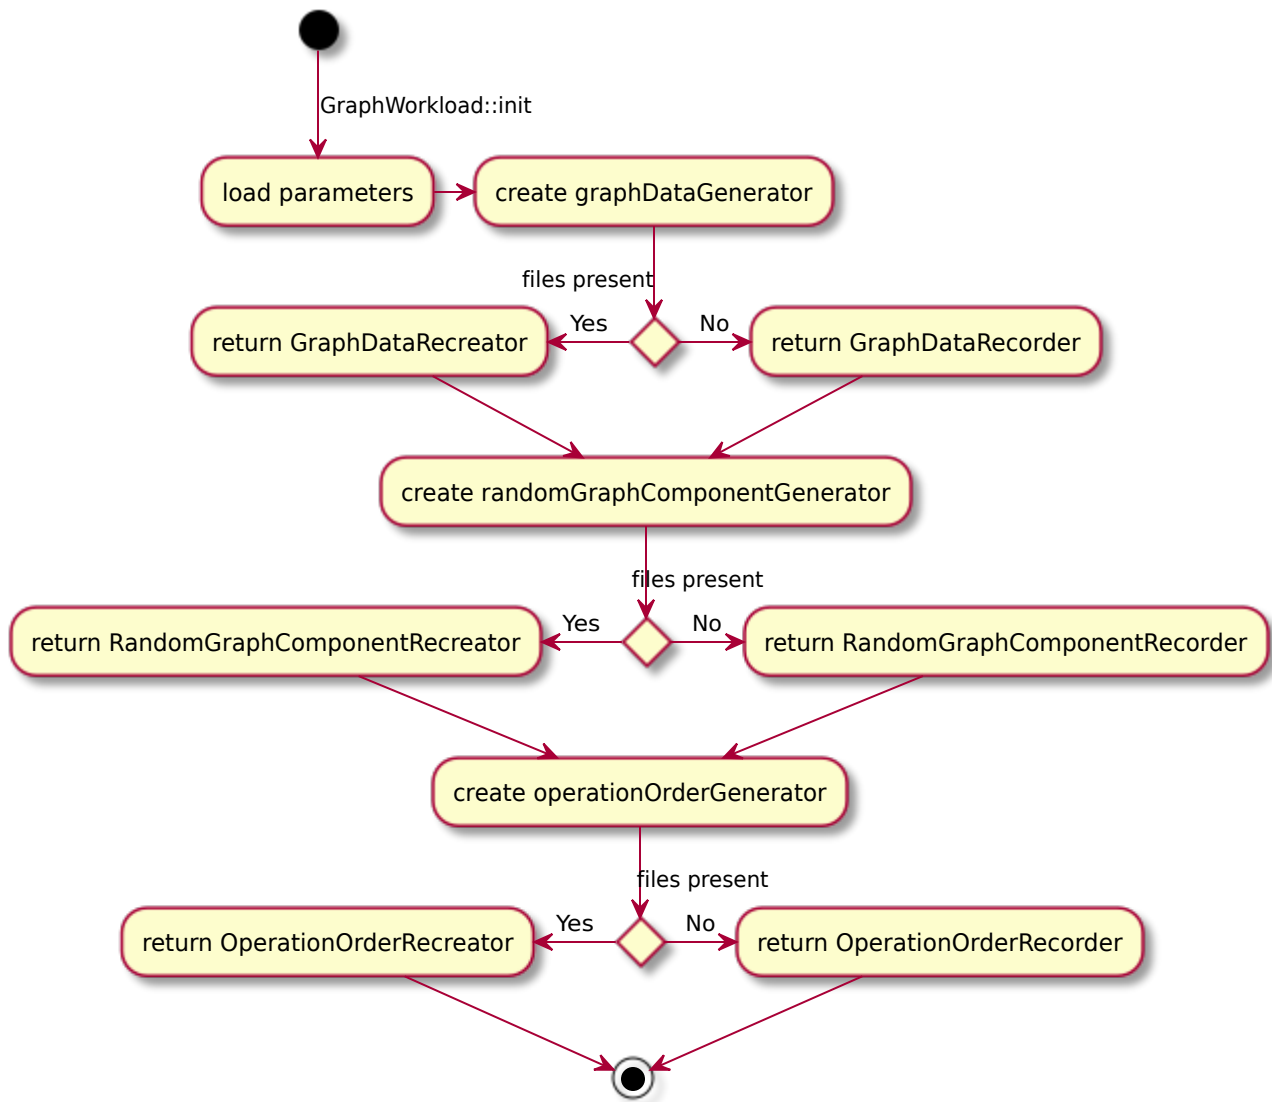 GraphWorkload::init
load parameters
create graphDataGenerator
files present
Yes
No
return GraphDataRecreator
return GraphDataRecorder
create randomGraphComponentGenerator
files present
Yes
No
return RandomGraphComponentRecreator
return RandomGraphComponentRecorder
create operationOrderGenerator
files present
Yes
No
return OperationOrderRecreator
return OperationOrderRecorder